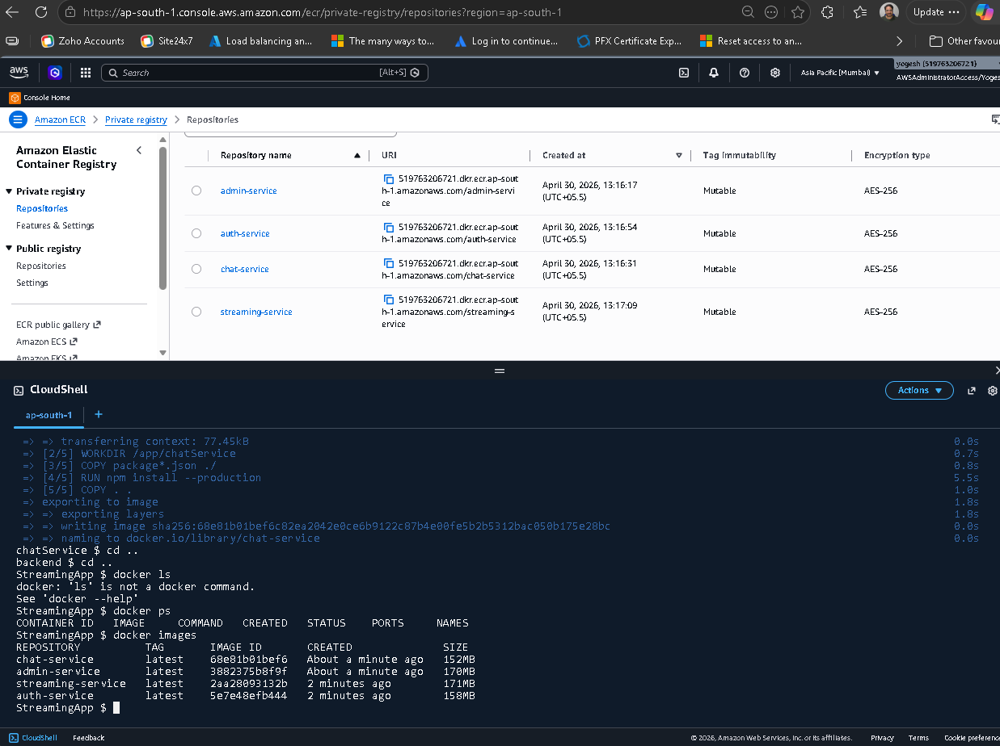 https://ap-south-1.console.aws.amazon.com/ecr/private-registry/repositories?region=ap-south-1
Update
Zoho Accounts
Site24x7
Load balancing an...
The many ways to...
Log in to continue...
PFX Certificate Exp...
Reset access to an...
Other favou
aws
Search
[Alt+S]
Asia Pacific (Mumbai)
yogesh (519763206721)
AWSAdministratorAccess/Yoges
Console Home
Amazon ECR
Private registry
Repositories
Amazon Elastic
Container Registry
Private registry
Repositories
Features & Settings
Public registry
Repositories
Settings
ECR public gallery
Amazon ECS
Amazon EKS
Repository name
URI
Created at
Tag immutability
Encryption type
admin-service
519763206721.dkr.ecr.ap-sout
h-1.amazonaws.com/admin-servi
ce
April 30, 2026, 13:16:17
(UTC+05.5)
Mutable
AES-256
auth-service
519763206721.dkr.ecr.ap-sout
h-1.amazonaws.com/auth-service
April 30, 2026, 13:16:54
(UTC+05.5)
Mutable
AES-256
chat-service
519763206721.dkr.ecr.ap-sout
h-1.amazonaws.com/chat-service
April 30, 2026, 13:16:31
(UTC+05.5)
Mutable
AES-256
streaming-service
519763206721.dkr.ecr.ap-sout
h-1.amazonaws.com/streaming-s
ervice
April 30, 2026, 13:17:09
(UTC+05.5)
Mutable
AES-256
CloudShell
Actions
ap-south-1
=> => transferring context: 77.45kB 0.0s
=> [2/5] WORKDIR /app/chatService 0.7s
=> [3/5] COPY package*.json ./ 0.8s
=> [4/5] RUN npm install --production 5.5s
=> [5/5] COPY . . 1.0s
=> exporting to image 1.8s
=> => exporting layers 1.8s
=> => writing image sha256:68e81b01bef6c82ea2042e0ce6b9122c87b4e00fe5b2b5312bac050b175e28bc 0.0s
=> => naming to docker.io/library/chat-service 0.0s
chatService $ cd ..
backend $ cd ..
StreamingApp $ docker ls
docker: 'ls' is not a docker command.
See 'docker --help'
StreamingApp $ docker ps
CONTAINER ID IMAGE COMMAND CREATED STATUS PORTS NAMES
StreamingApp $ docker images
REPOSITORY TAG IMAGE ID CREATED SIZE
chat-service latest 68e81b01bef6 About a minute ago 152MB
admin-service latest 3882375b8f9f About a minute ago 170MB
streaming-service latest 2aa28093132b 2 minutes ago 171MB
auth-service latest 5e7e48efb444 2 minutes ago 158MB
StreamingApp $
CloudShell
Feedback
© 2026, Amazon Web Services, Inc. or its affiliates.
Privacy
Terms
Cookie preference